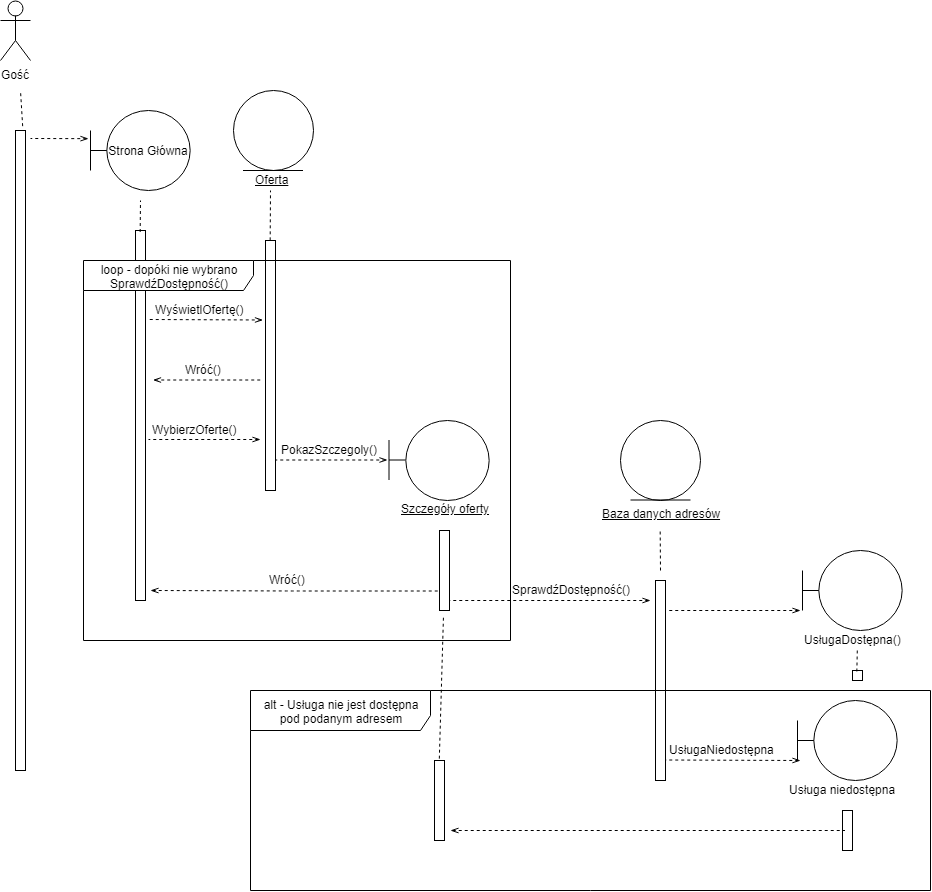 Gość
Strona Główna
Oferta
loop - dopóki nie wybrano
SprawdźDostępność()
WyświetlOfertę()
Wróć()
WybierzOferte()
PokazSzczegoly()
Szczegóły oferty
Baza danych adresów
Wróć()
SprawdźDostępność()
UsługaDostępna()
alt - Usługa nie jest dostępna
pod podanym adresem
UsługaNiedostępna
Usługa niedostępna